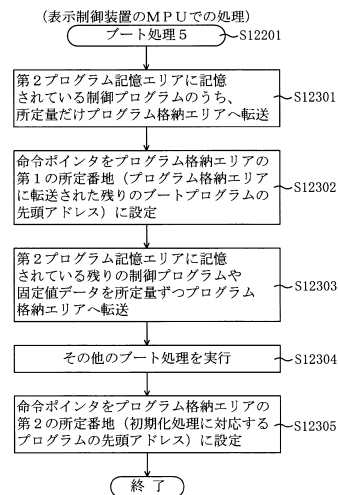 (表示制御装置のMPUでの処理)
ブート処理5
S12201
第2プログラム記憶エリアに記憶
されている制御プログラムのうち、
所定量だけプログラム格納エリアへ転送
S12301
命令ポインタをプログラム格納エリアの
第1の所定番地(プログラム格納エリア
に転送された残りのブートプログラムの
先頭アドレス)に設定
S12302
第2プログラム記憶エリアに記憶
されている残りの制御プログラムや
固定値データを所定量ずつプログラム
格納エリアへ転送
S12303
その他のブート処理を実行
S12304
命令ポインタをプログラム格納エリアの
第2の所定番地(初期化処理に対応する
プログラムの先頭アドレス)に設定
S12305
終了